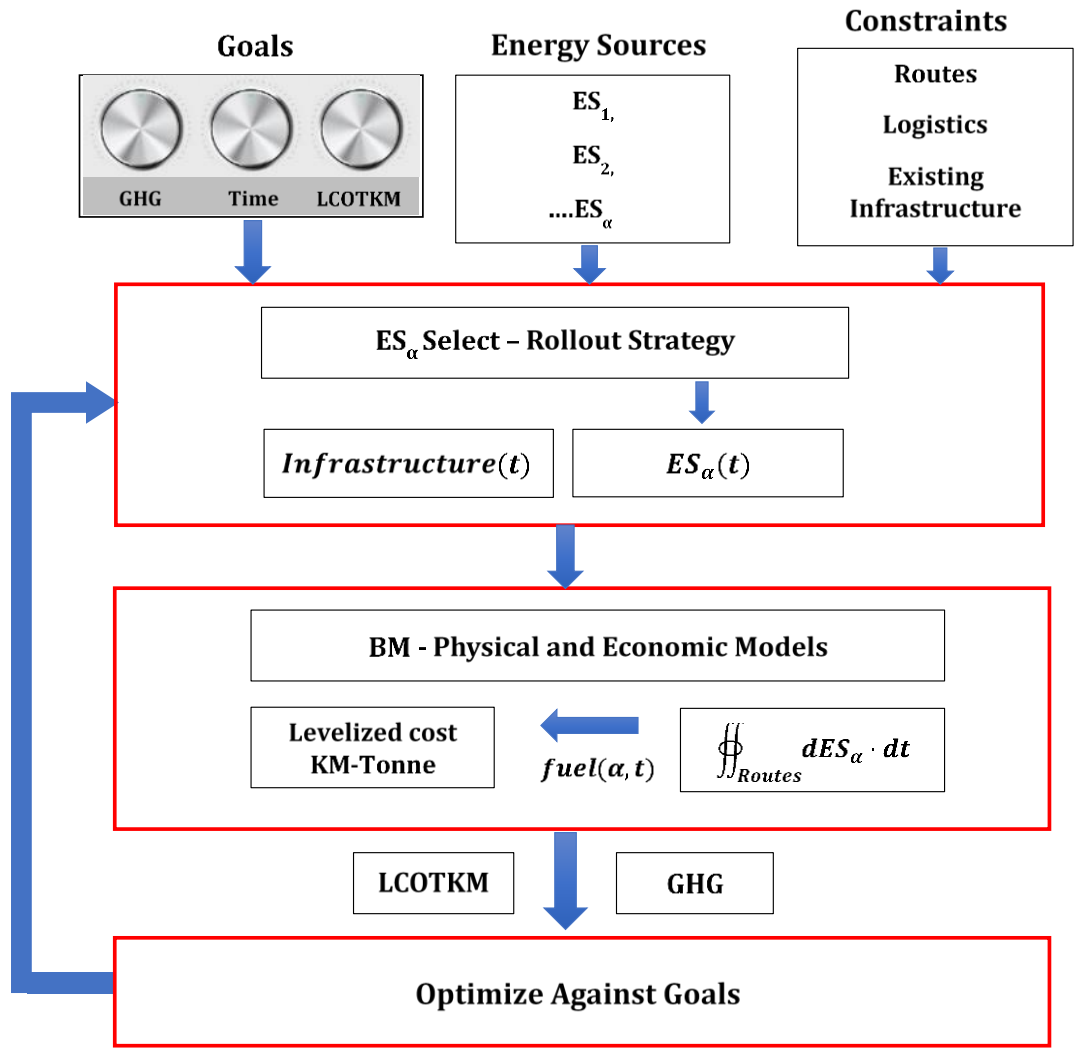 Goals
Energy Sources
Constraints
GHG
Time
LCOTKM
ES₁,
ES₂,
....ESα
Routes
Logistics
Existing
Infrastructure
ESα Select – Rollout Strategy
Infrastructure(t)
ESα(t)
BM - Physical and Economic Models
Levelized cost
KM-Tonne
fuel(α, t)
∯Routes dESα · dt
LCOTKM
GHG
Optimize Against Goals